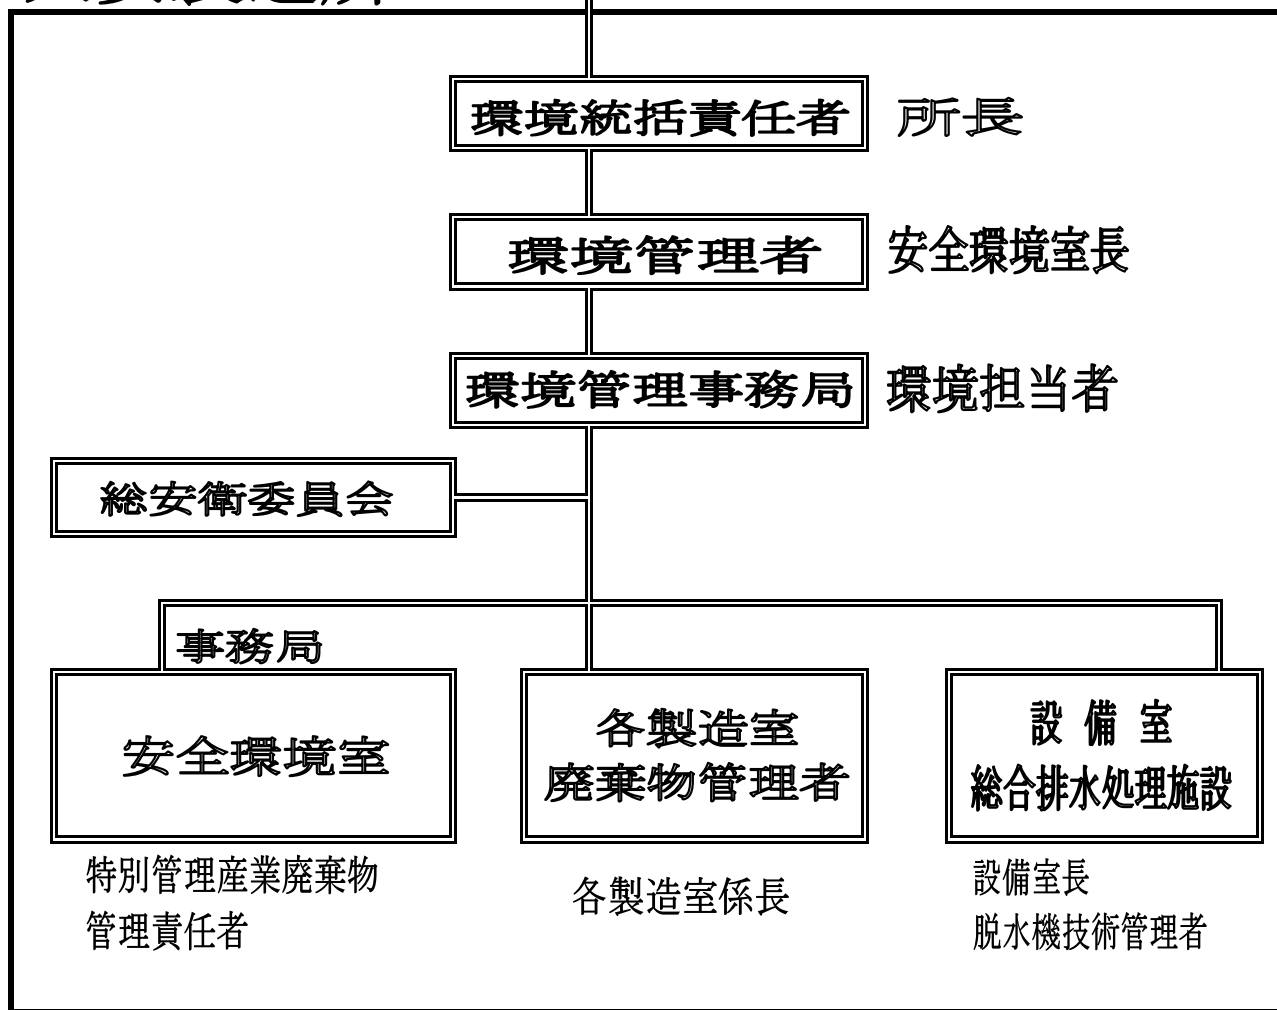 環境統括責任者
所長
環境管理者
安全環境室長
環境管理事務局
環境担当者
総安衛委員会
事務局
安全環境室
各製造室
廃棄物管理者
設備室
総合排水処理施設
特別管理産業廃棄物
管理責任者
各製造室係長
設備室長
脱水機技術管理者